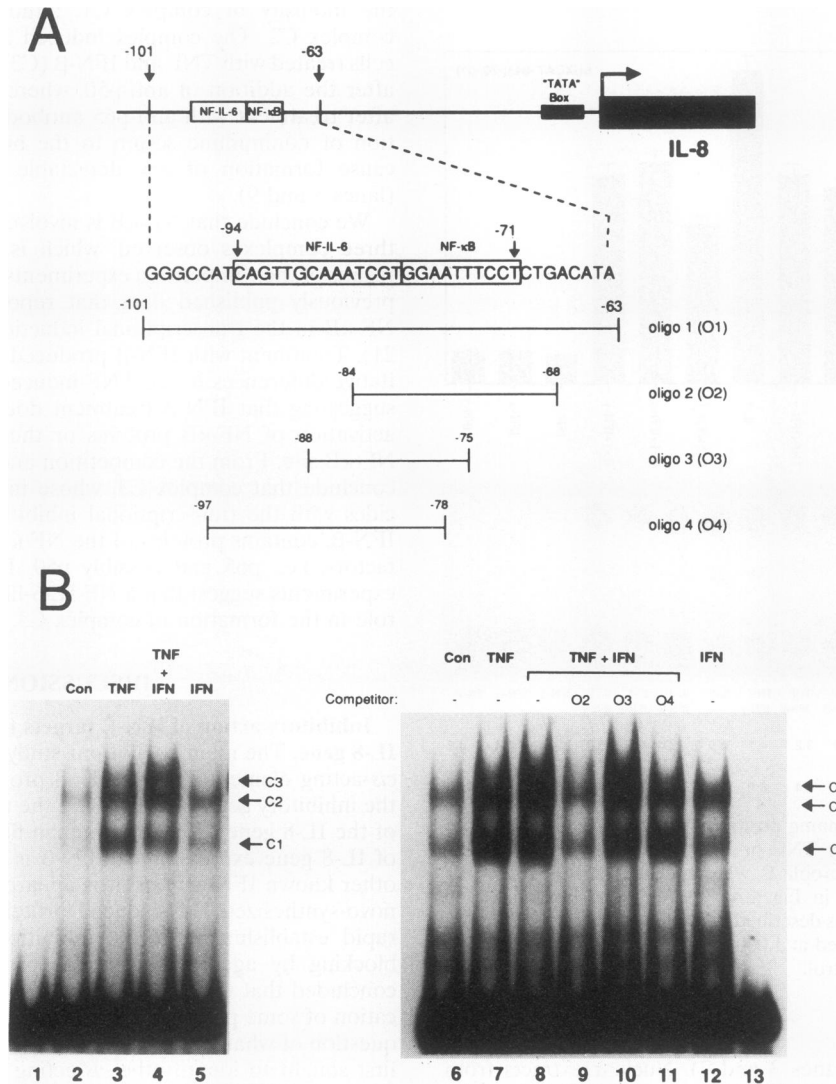 A
-101
-63
NF-IL-6 NF-κB
"TATA"
Box
IL-8
-94
NF-IL-6
NF-κB
-71
GGGCCATCAGTTGCAAATCGTGGAATTTCCTCTGACATA
-101
-63
oligo 1 (O1)
-84
-68
oligo 2 (O2)
-88
-75
oligo 3 (O3)
-97
-78
oligo 4 (O4)
B
Con TNF TNF + IFN IFN
C3
C2
C1
1 2 3 4 5
Con TNF TNF + IFN IFN
Competitor: - - - O2 O3 O4 -
C
C
C
6 7 8 9 10 11 12 13